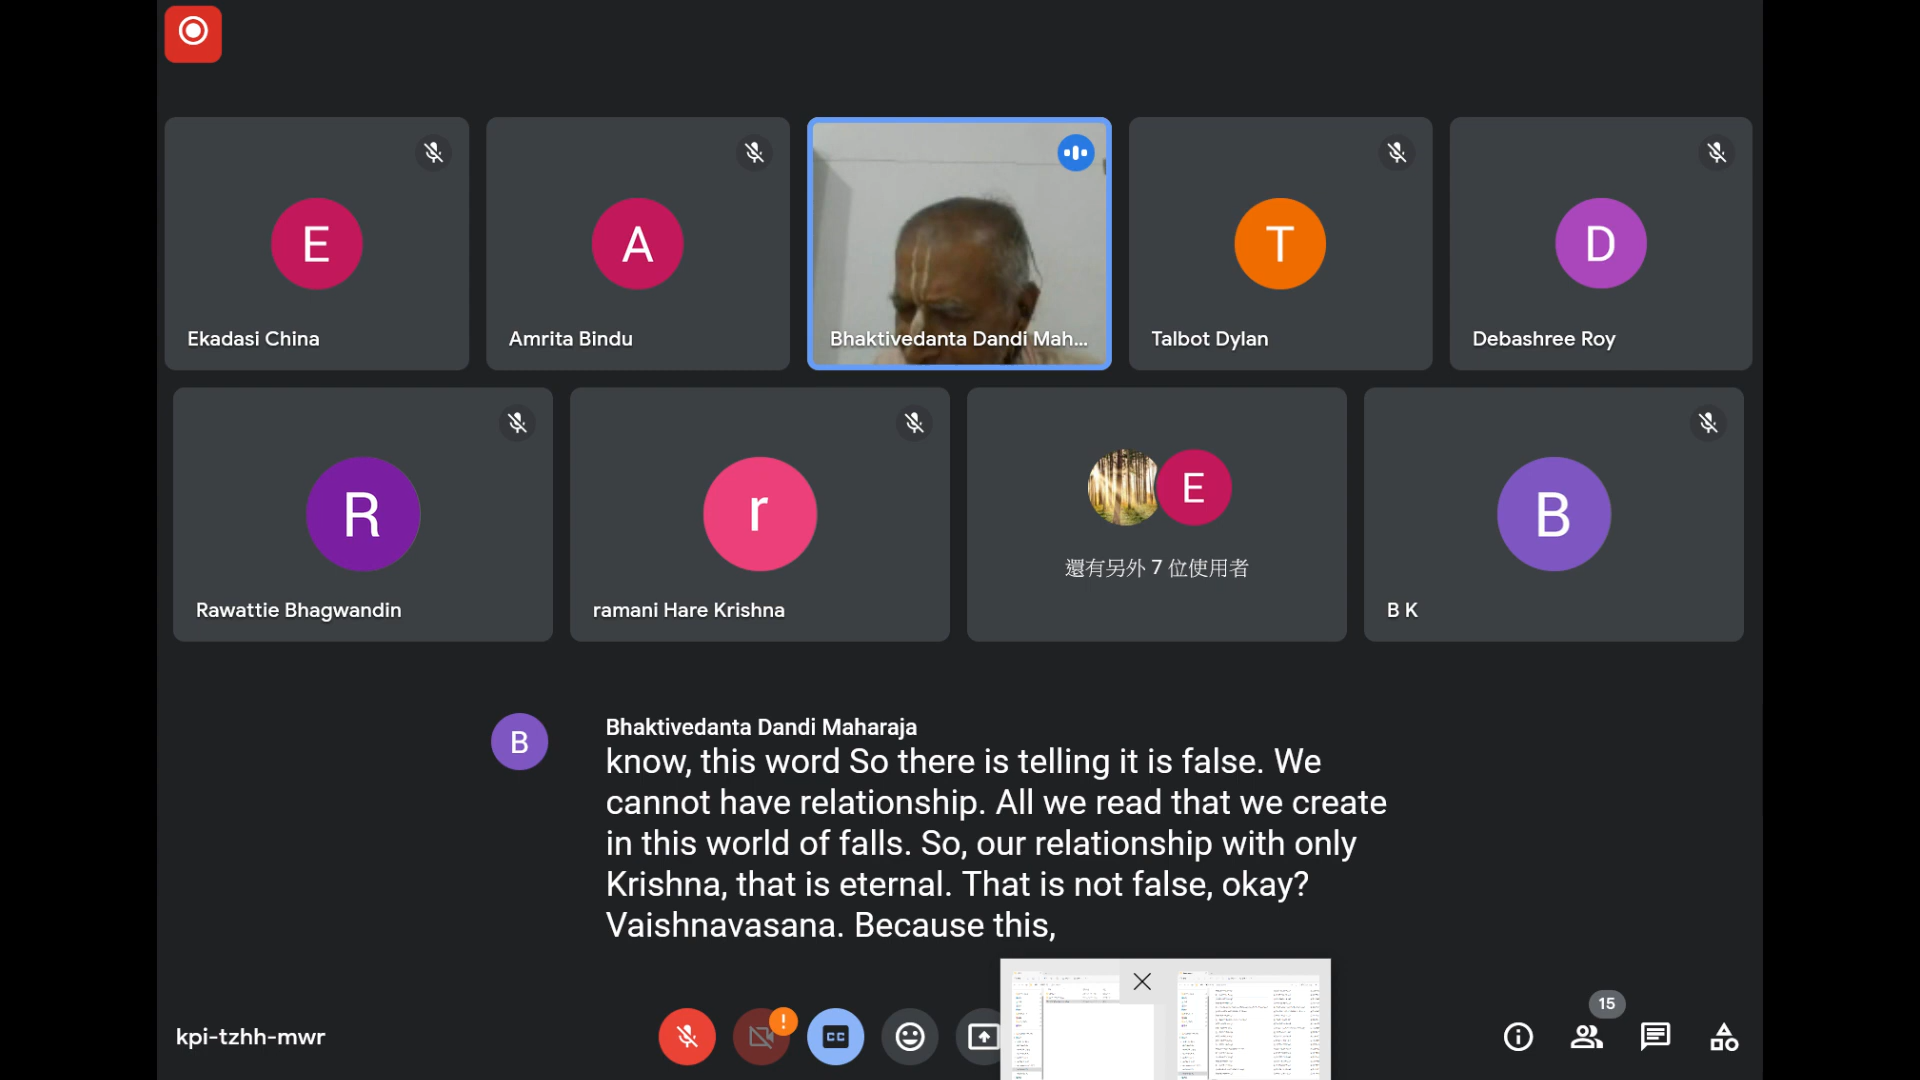 E
A
T
D
Ekadasi China
Amrita Bindu
Bhaktivedanta Dandi Mah...
Talbot Dylan
Debashree Roy
R
r
E
B
還有另外 7 位使用者
Rawattie Bhagwandin
ramani Hare Krishna
B K
B
Bhaktivedanta Dandi Maharaja
know, this word So there is telling it is false. We
cannot have relationship. All we read that we create
in this world of falls. So, our relationship with only
Krishna, that is eternal. That is not false, okay?
Vaishnavasana. Because this,
kpi-tzhh-mwr
!
CC
15